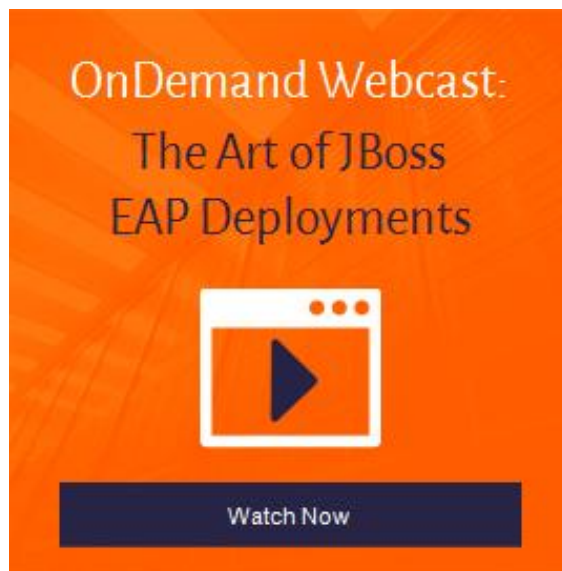 OnDemand Webcast:
The Art of JBoss
EAP Deployments
Watch Now